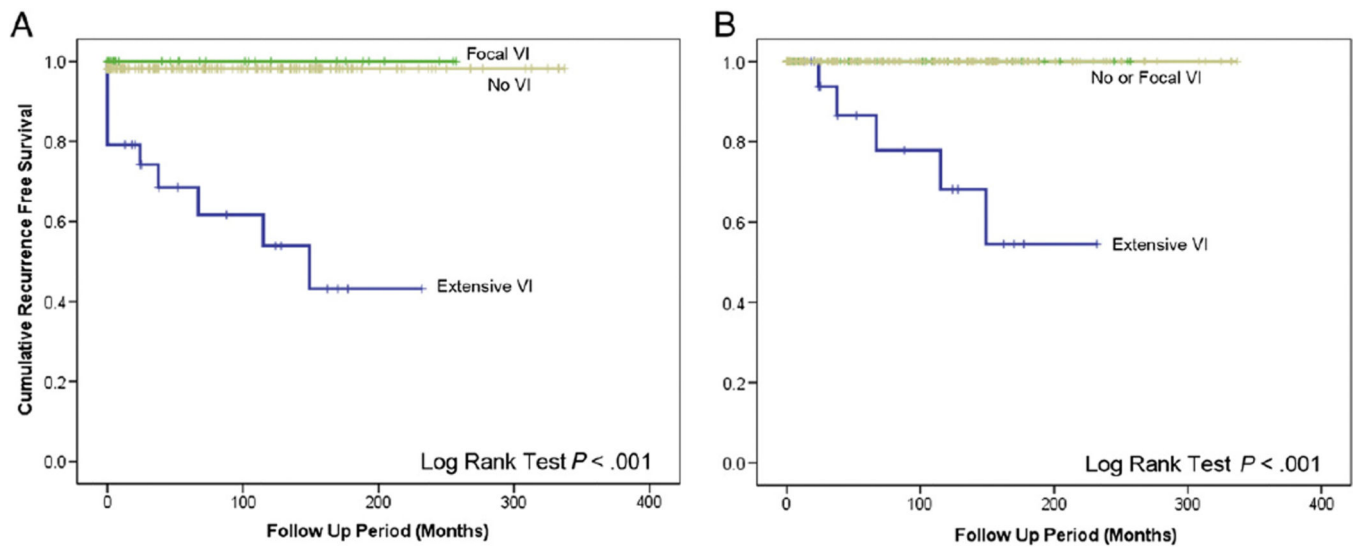 A
Cumulative Recurrence Free Survival
1.0
0.8
0.6
0.4
0.2
0.0
Focal VI
No VI
Extensive VI
Log Rank Test P < .001
0 100 200 300 400
Follow Up Period (Months)
B
1.0
0.8
0.6
0.4
0.2
0.0
No or Focal VI
Extensive VI
Log Rank Test P < .001
0 100 200 300 400
Follow Up Period (Months)